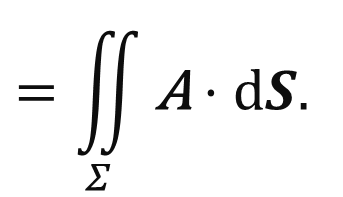 = ∬_Σ A · dS.